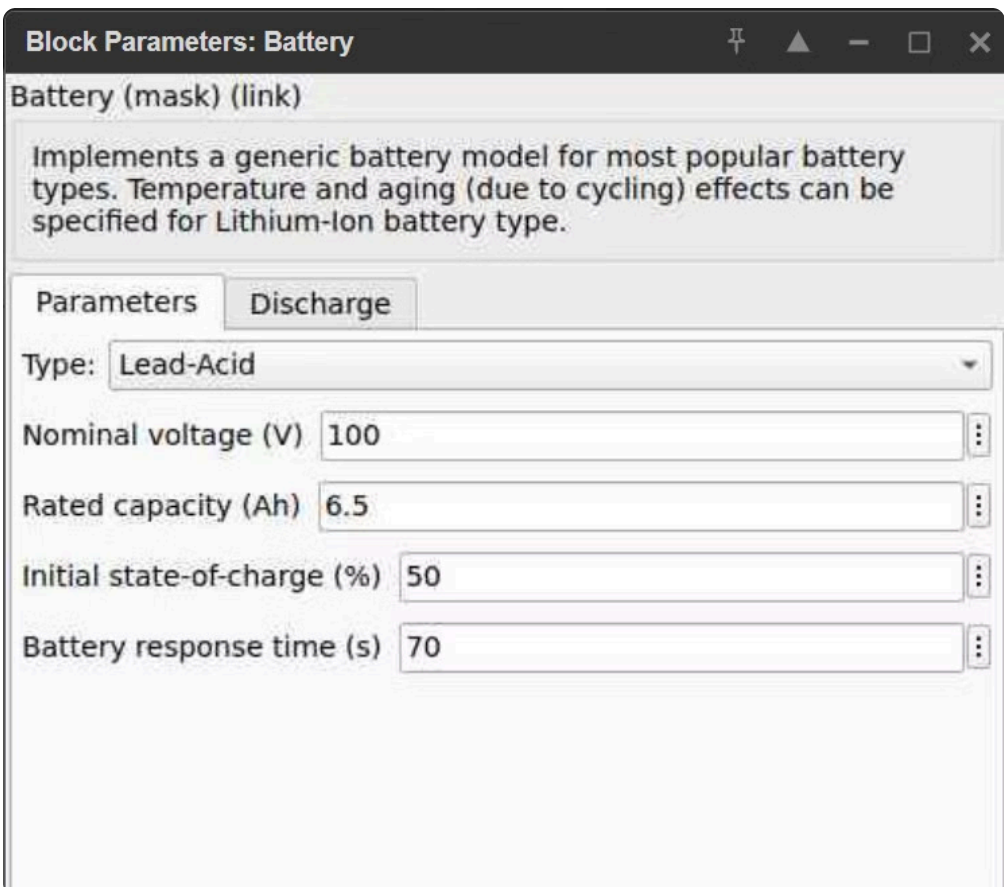 Block Parameters: Battery
Battery (mask) (link)
Implements a generic battery model for most popular battery
types. Temperature and aging (due to cycling) effects can be
specified for Lithium-Ion battery type.
Parameters Discharge
Type: Lead-Acid
Nominal voltage (V) 100
Rated capacity (Ah) 6.5
Initial state-of-charge (%) 50
Battery response time (s) 70